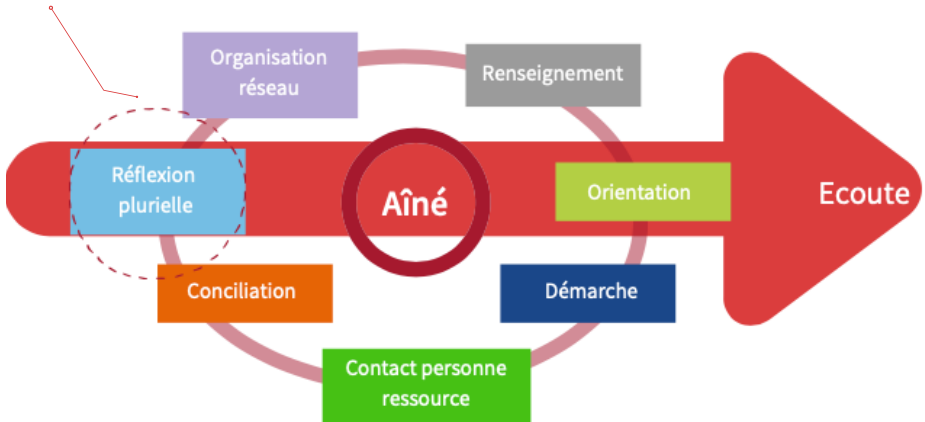 Organisation
réseau
Renseignement
Réflexion
plurielle
Aîné
Orientation
Ecoute
Conciliation
Démarche
Contact personne
ressource